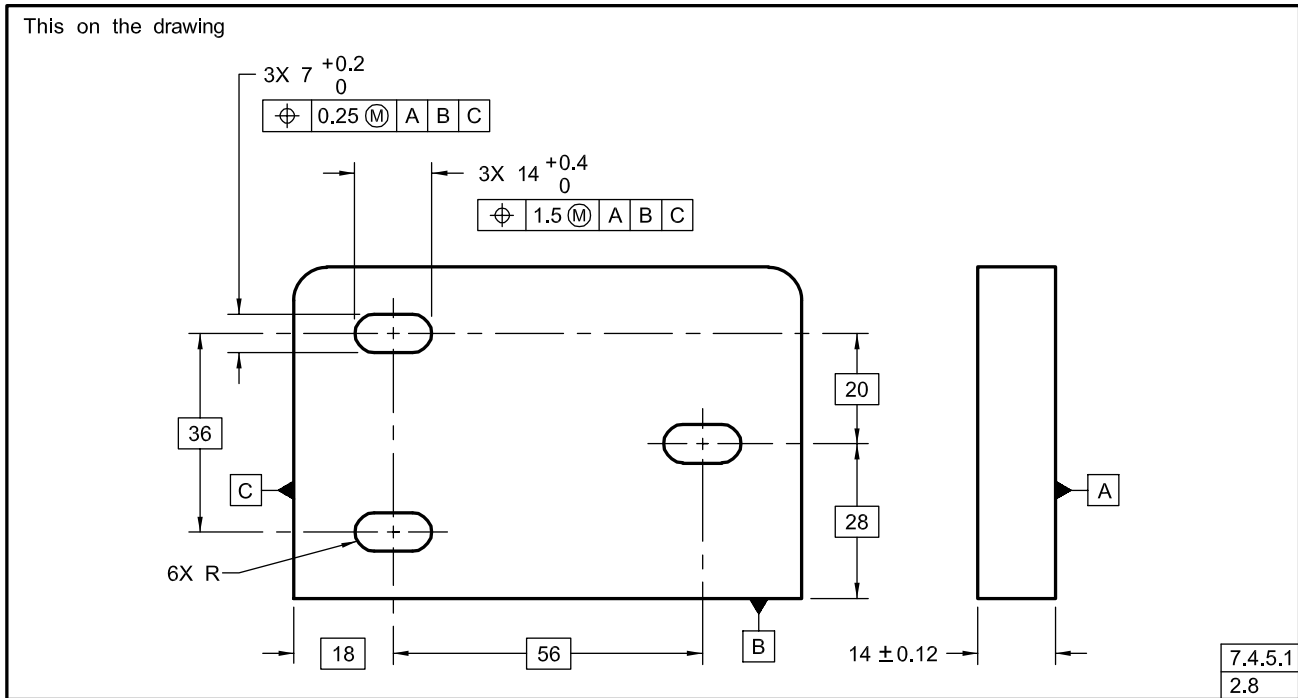 This on the drawing
3X 7 +0.2
0
⌖ 0.25 Ⓜ A B C
3X 14 +0.4
0
⌖ 1.5 Ⓜ A B C
20
36
C
A
28
6X R
B
18
56
14 ±0.12
7.4.5.1
2.8